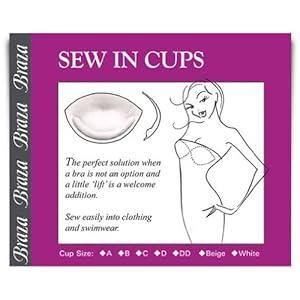 SEW IN CUPS
Braza Braza Braza Braza
The perfect solution when
a bra is not an option and
a little 'lift' is a welcome
addition.
Sew easily into clothing
and swimwear.
Cup Size: ◆A ◆B ◆C ◆D ◆DD ◆Beige ◆White